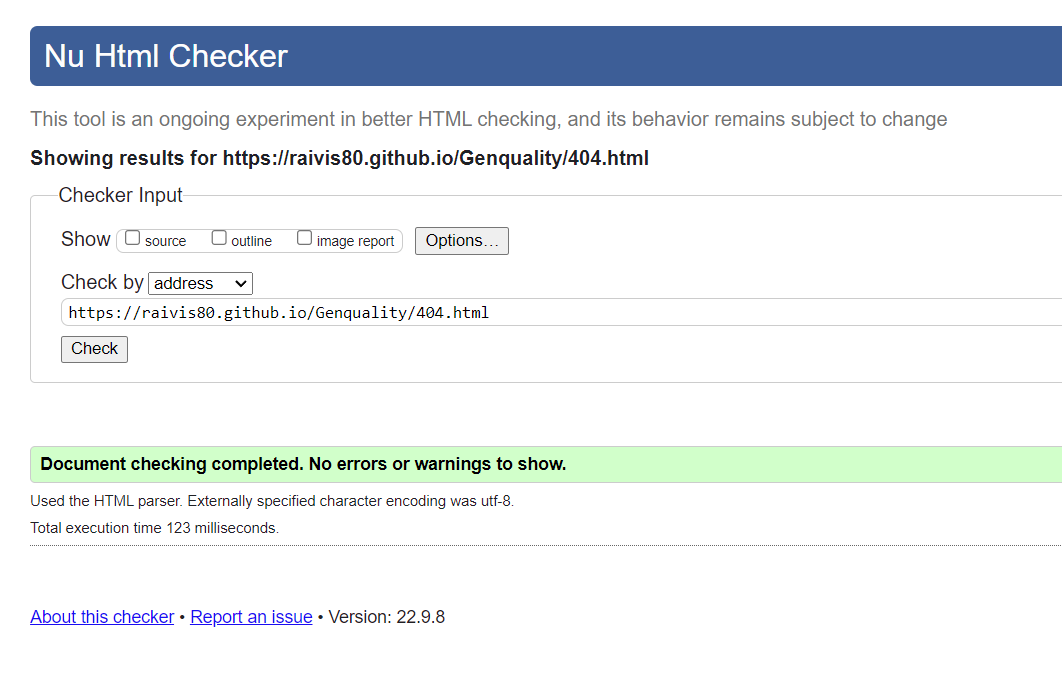 Nu Html Checker
This tool is an ongoing experiment in better HTML checking, and its behavior remains subject to change
Showing results for https://raivis80.github.io/Genquality/404.html
Checker Input
Show source outline image report Options…
Check by address
https://raivis80.github.io/Genquality/404.html
Check
Document checking completed. No errors or warnings to show.
Used the HTML parser. Externally specified character encoding was utf-8.
Total execution time 123 milliseconds.
About this checker • Report an issue • Version: 22.9.8